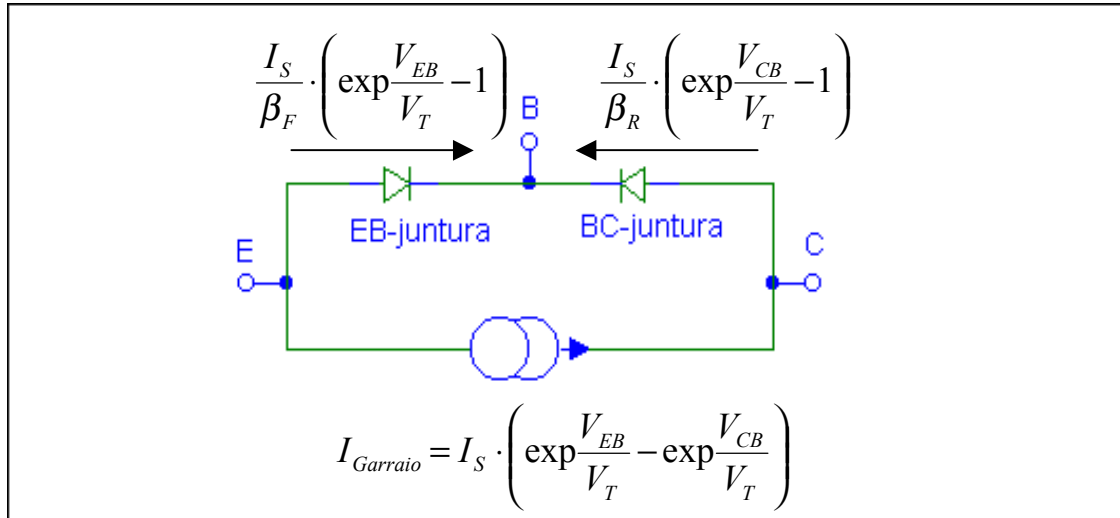 I_S/β_F · (exp V_EB/V_T − 1)
I_S/β_R · (exp V_CB/V_T − 1)
B
EB-juntura
BC-juntura
E
C
I_Garraio = I_S · (exp V_EB/V_T − exp V_CB/V_T)